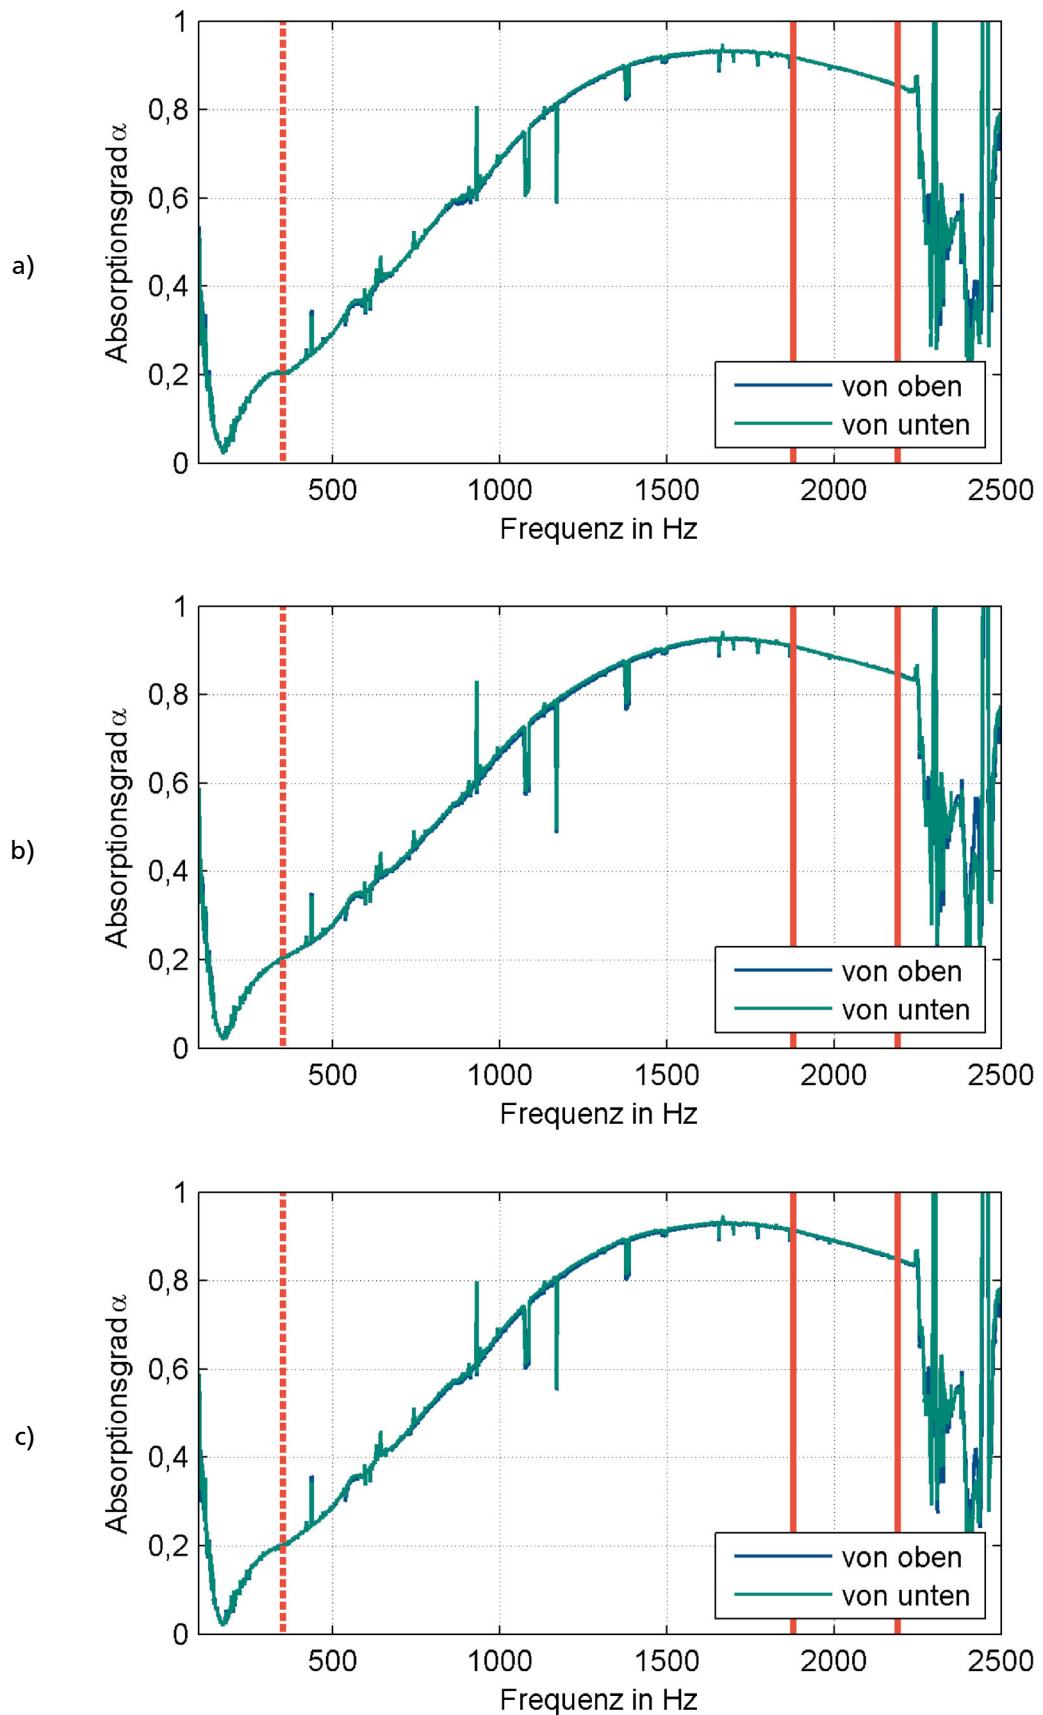 a)
Absorptionsgrad α
1
0,8
0,6
0,4
0,2
0
500
1000
1500
2000
2500
Frequenz in Hz
von oben
von unten
b)
Absorptionsgrad α
1
0,8
0,6
0,4
0,2
0
500
1000
1500
2000
2500
Frequenz in Hz
von oben
von unten
c)
Absorptionsgrad α
1
0,8
0,6
0,4
0,2
0
500
1000
1500
2000
2500
Frequenz in Hz
von oben
von unten